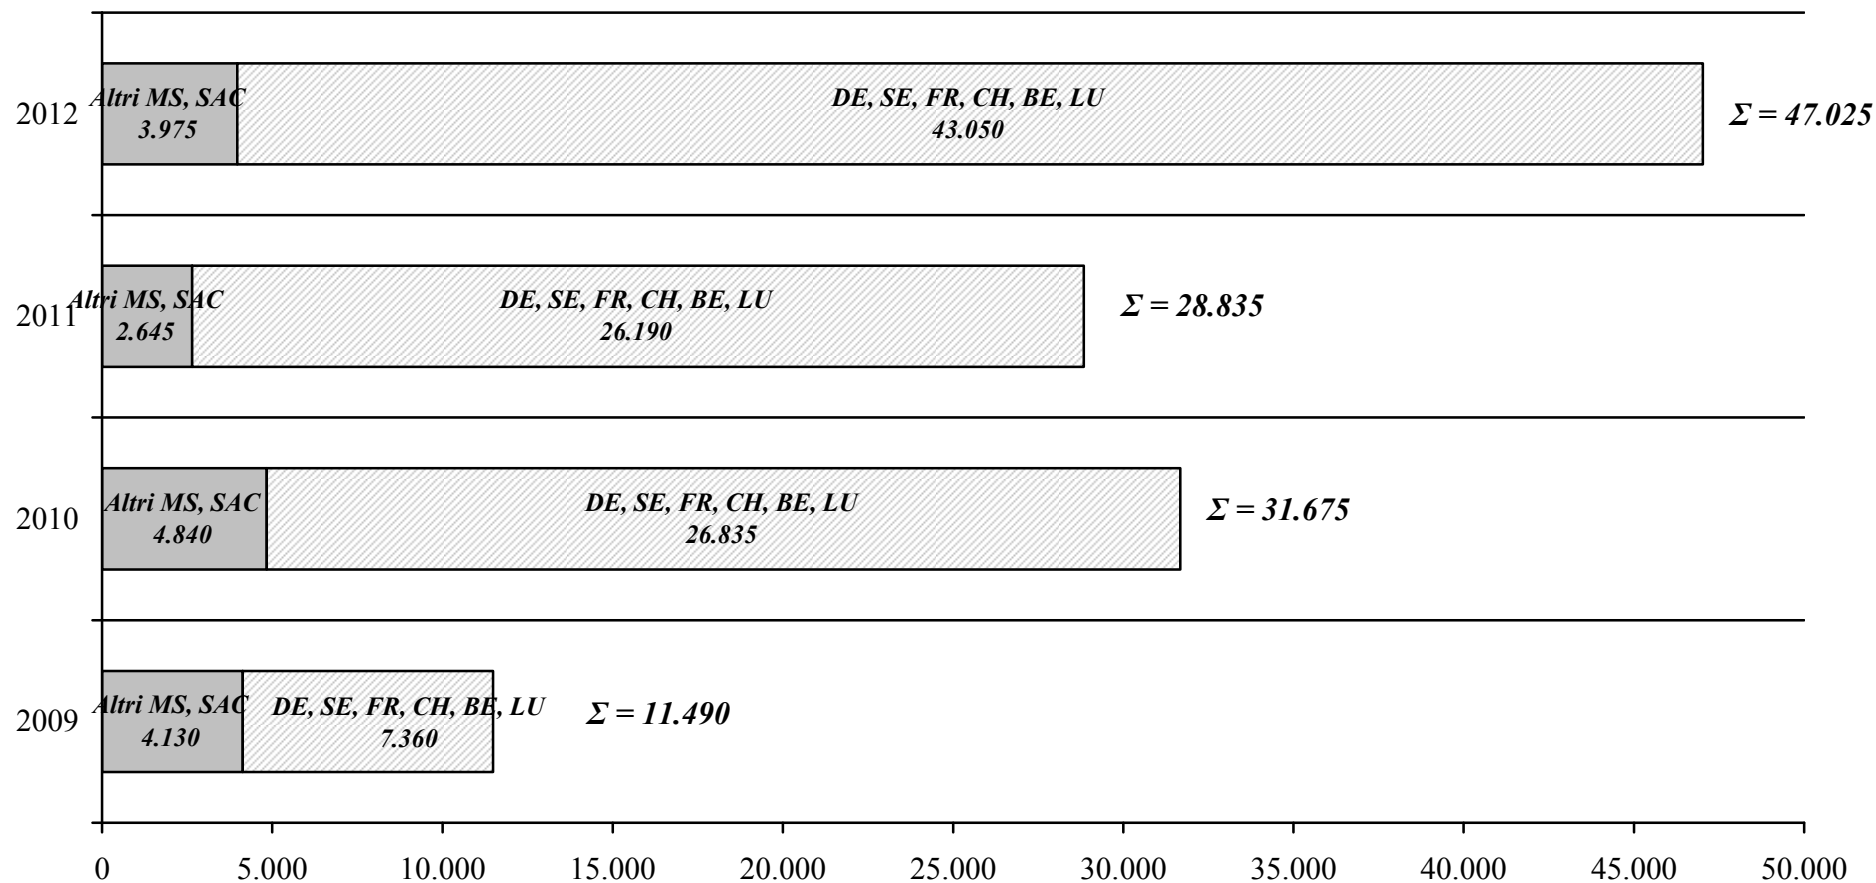 2012
Altri MS, SAC
3.975
DE, SE, FR, CH, BE, LU
43.050
Σ = 47.025
2011
Altri MS, SAC
2.645
DE, SE, FR, CH, BE, LU
26.190
Σ = 28.835
2010
Altri MS, SAC
4.840
DE, SE, FR, CH, BE, LU
26.835
Σ = 31.675
2009
Altri MS, SAC
4.130
DE, SE, FR, CH, BE, LU
7.360
Σ = 11.490
0 5.000 10.000 15.000 20.000 25.000 30.000 35.000 40.000 45.000 50.000